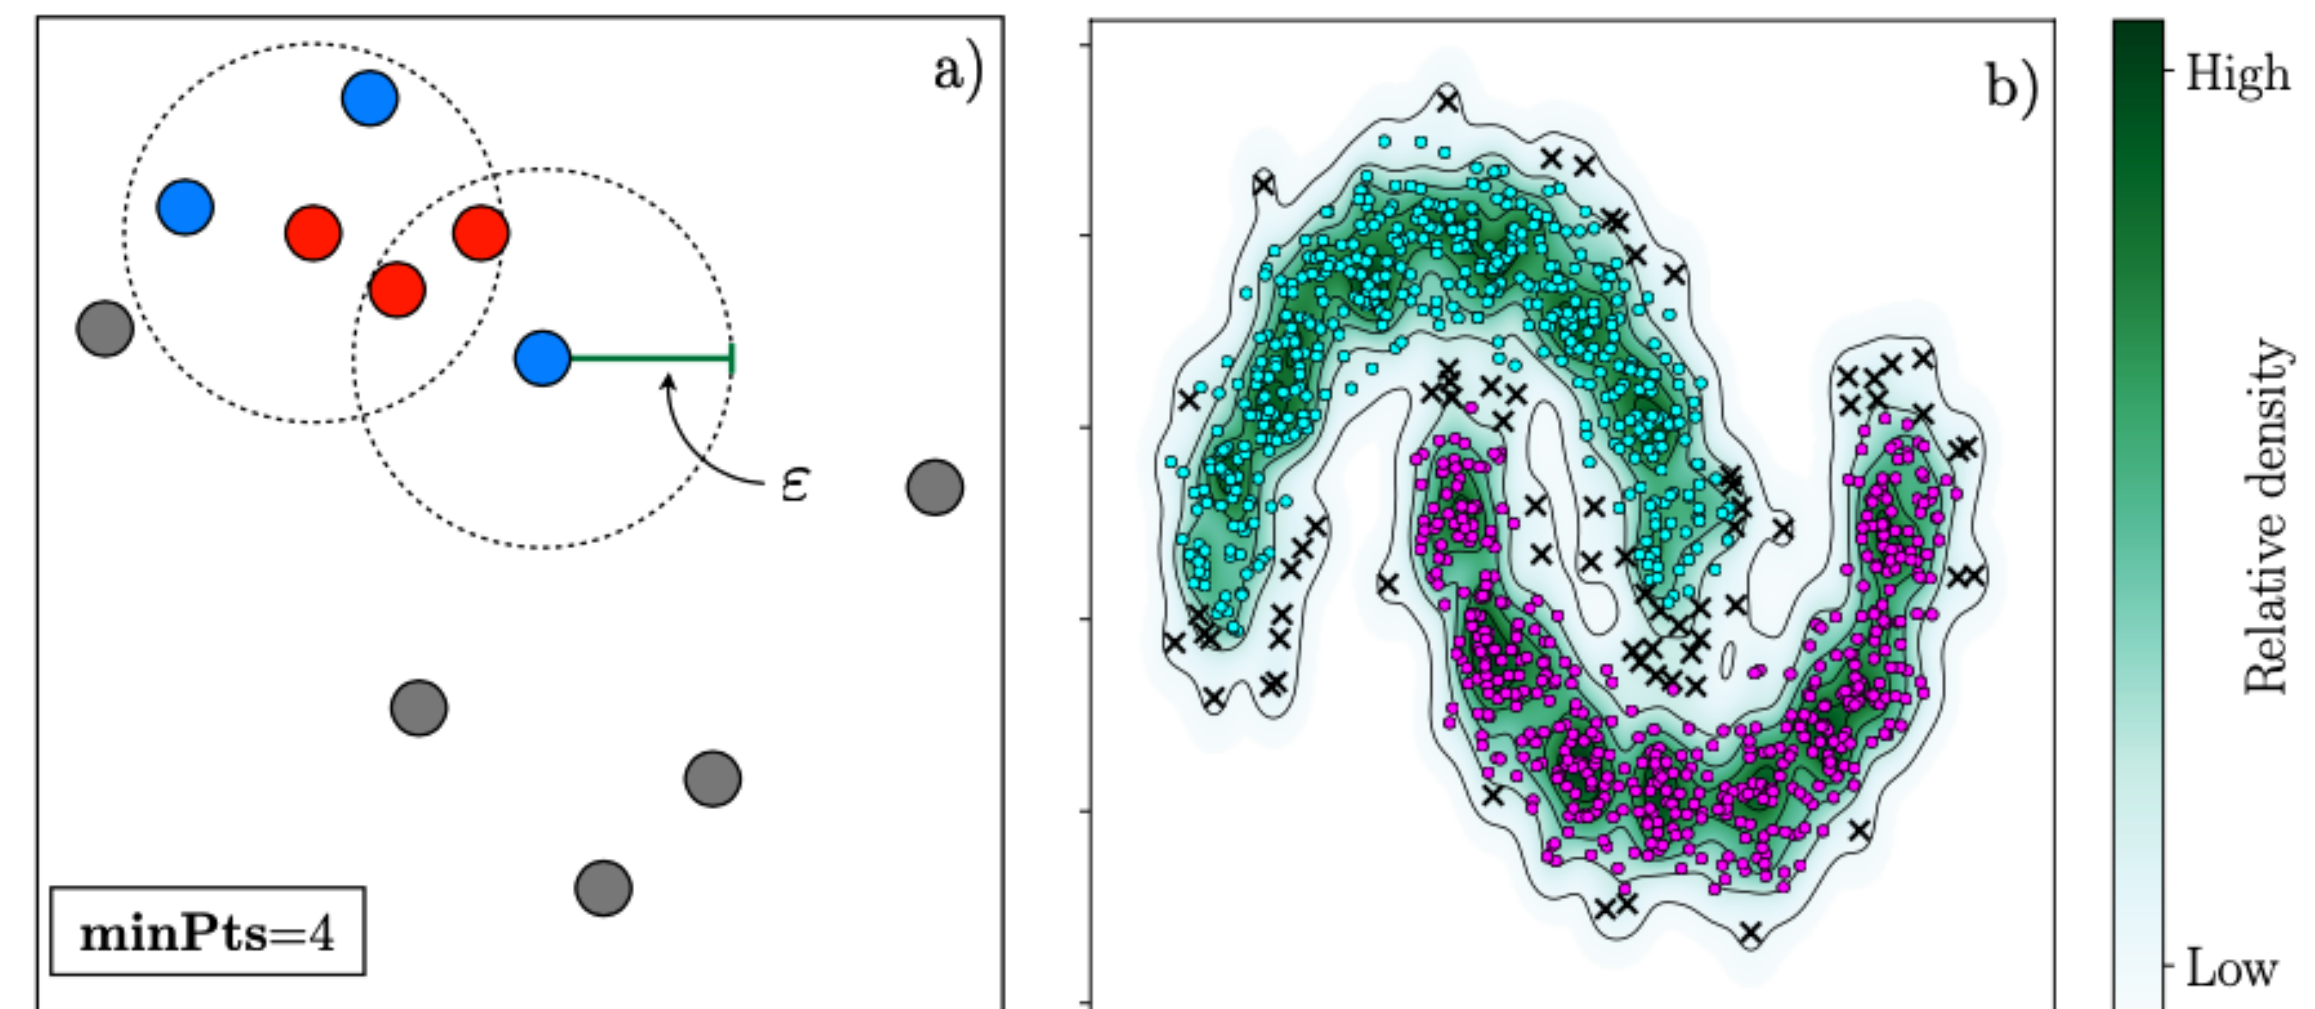 a)
ε
minPts=4
b)
High
Relative density
Low